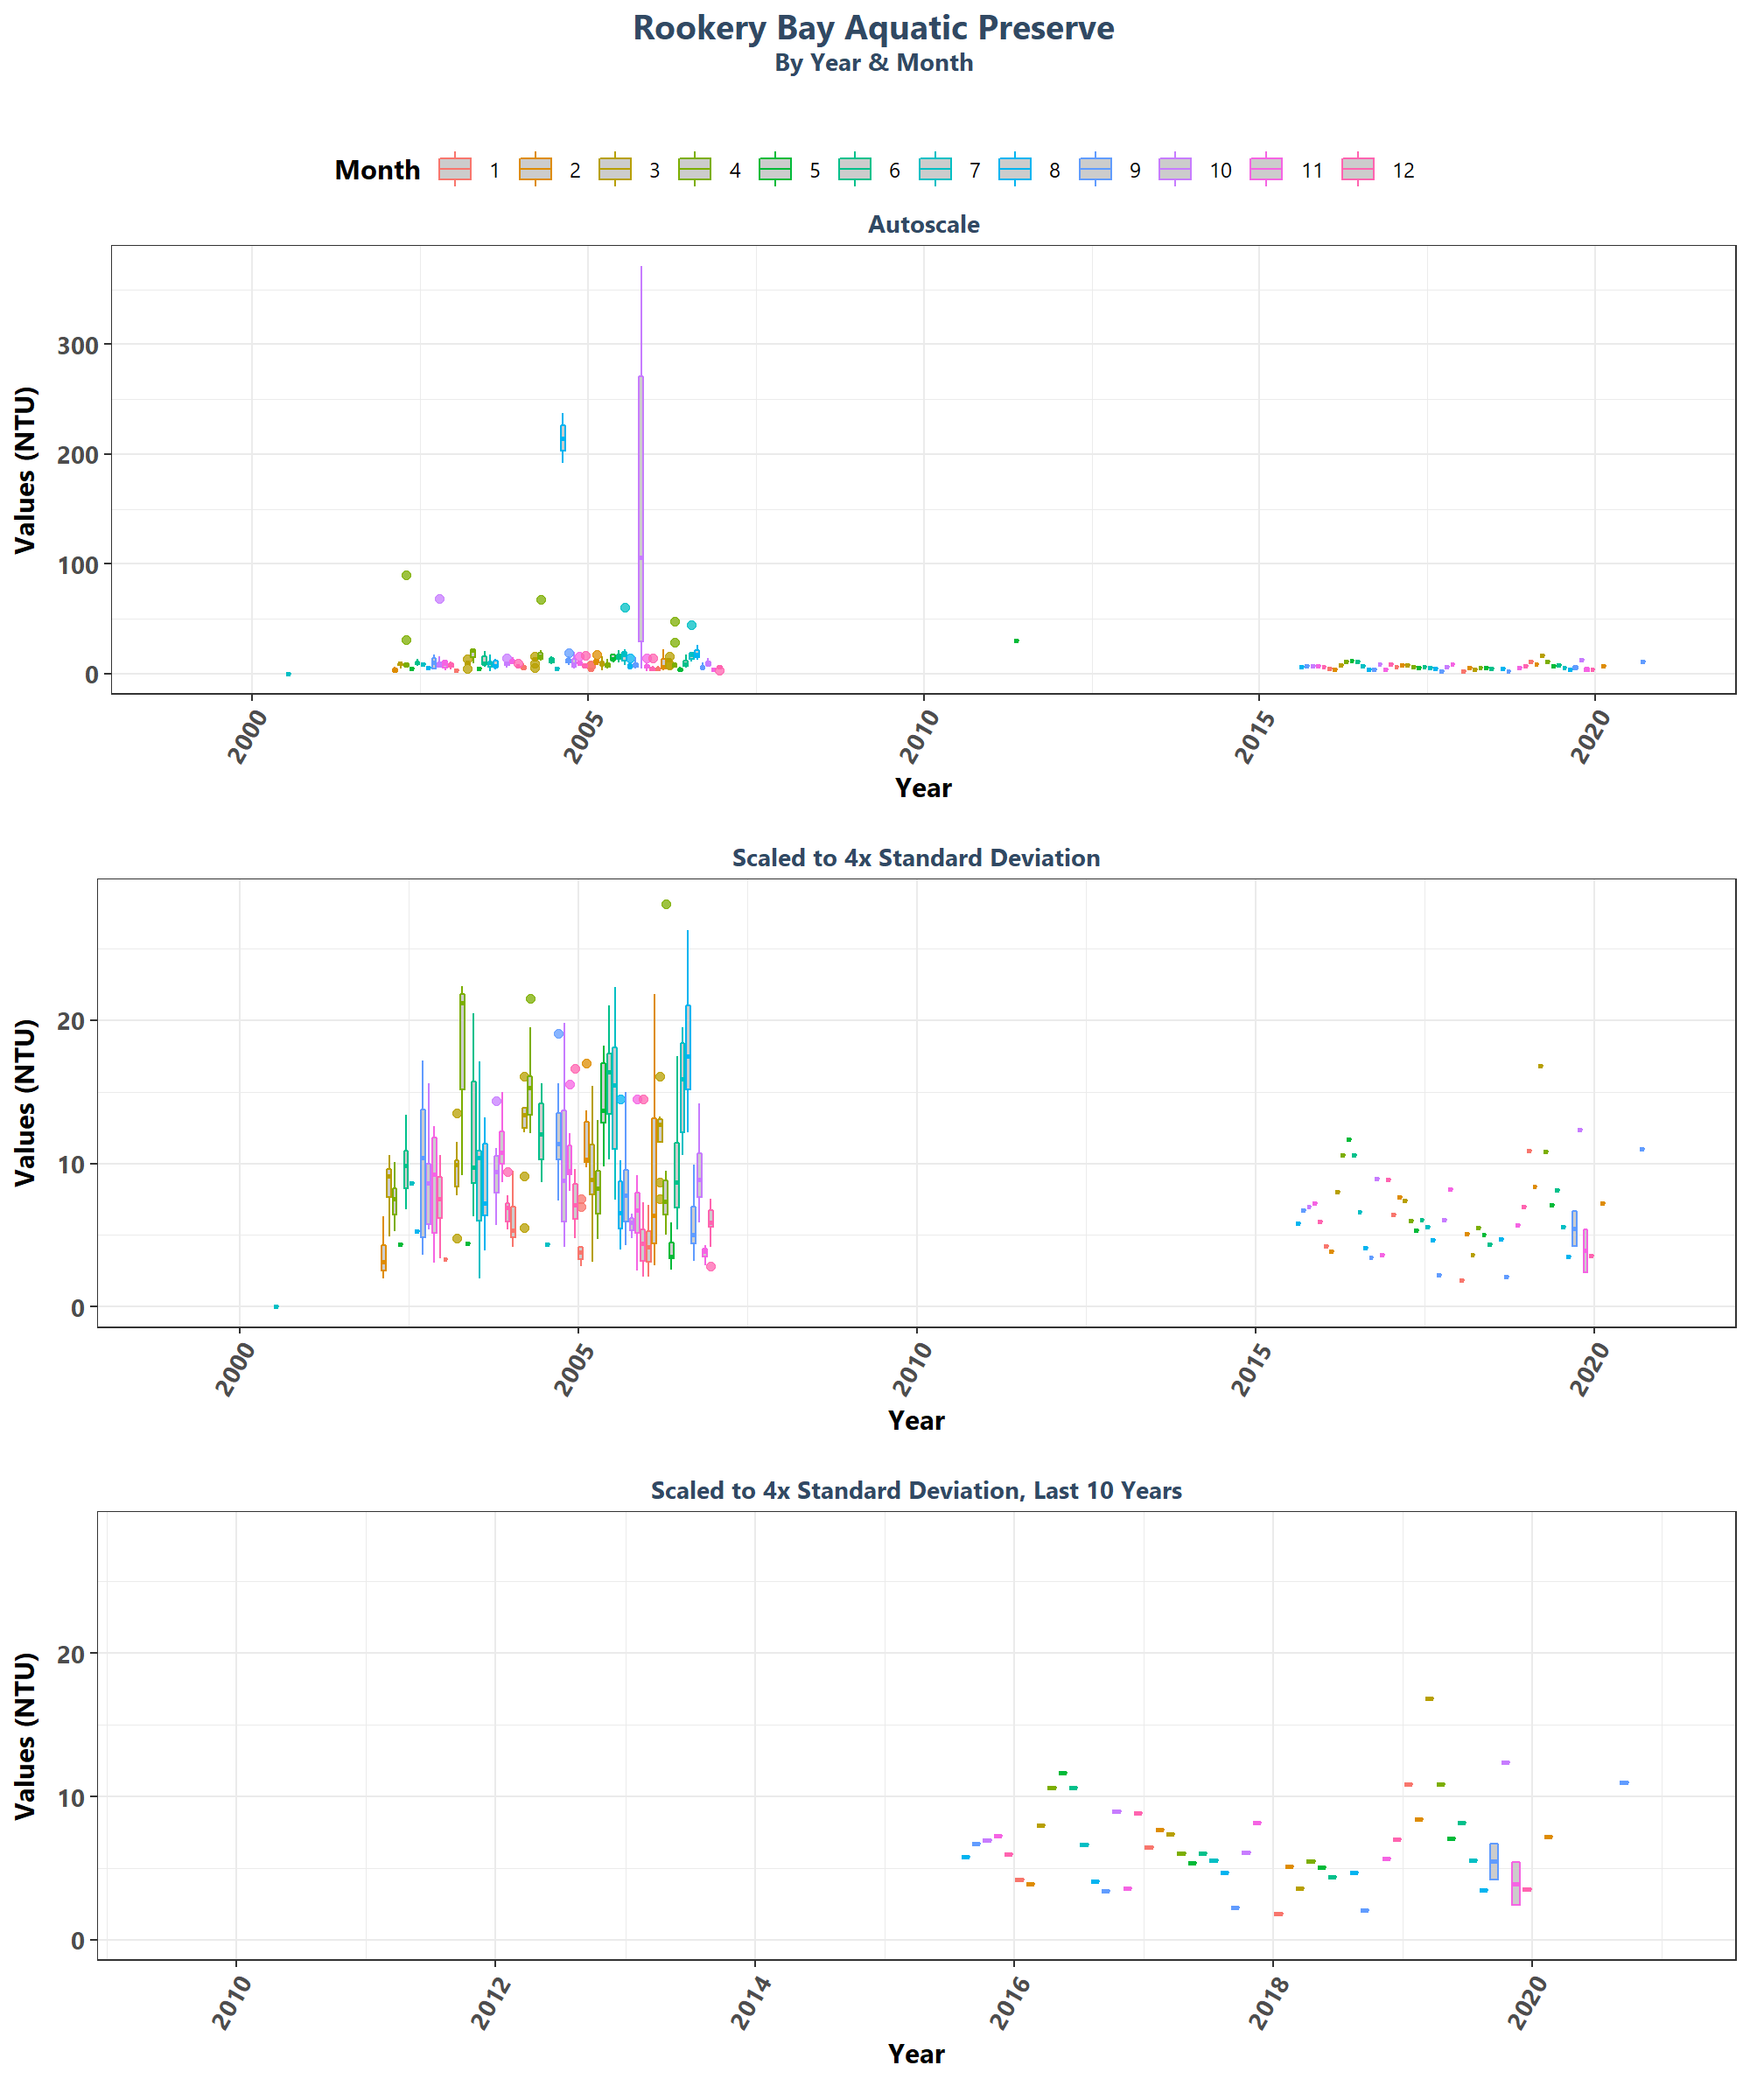 Rookery Bay Aquatic Preserve
By Year & Month
Month 1 2 3 4 5 6 7 8 9 10 11 12
Autoscale
Values (NTU)
300
200
100
0
2000 2005 2010 2015 2020
Year
Scaled to 4x Standard Deviation
Values (NTU)
20
10
0
2000 2005 2010 2015 2020
Year
Scaled to 4x Standard Deviation, Last 10 Years
Values (NTU)
20
10
0
2010 2012 2014 2016 2018 2020
Year